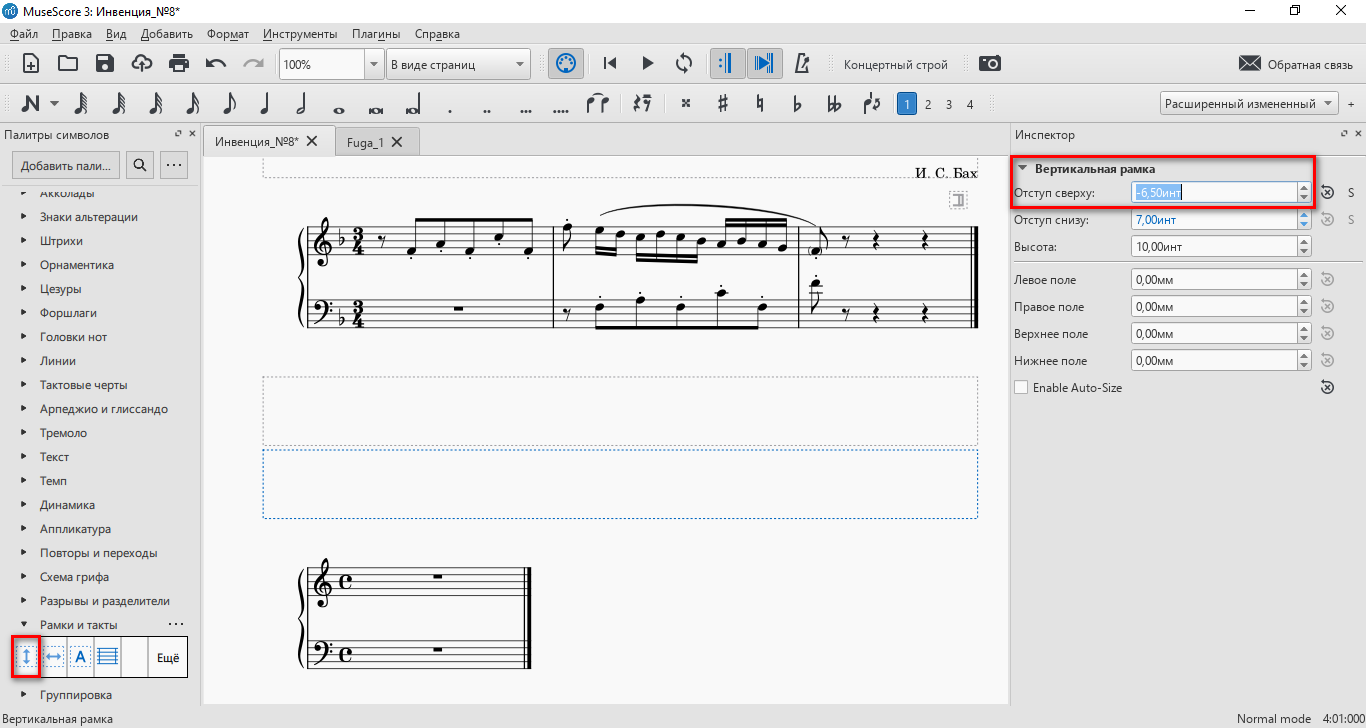 MuseScore 3: Инвенция_№8*
Файл Правка Вид Добавить Формат Инструменты Плагины Справка
100% В виде страниц Концертный строй Обратная связь
1 2 3 4 Расширенный измененный +
Палитры символов
Добавить пали... ...
Акколады
Знаки альтерации
Штрихи
Орнаментика
Цезуры
Форшлаги
Головки нот
Линии
Тактовые черты
Арпеджио и глиссандо
Тремоло
Текст
Темп
Динамика
Аппликатура
Повторы и переходы
Схема грифа
Разрывы и разделители
Рамки и такты ...
A Ещё
Группировка
Вертикальная рамка
Инвенция_№8* Fuga_1
И. С. Бах
3 4
3 4
Инспектор
Вертикальная рамка
Отступ сверху: -6,50инт S
Отступ снизу: 7,00инт S
Высота: 10,00инт
Левое поле 0,00мм
Правое поле 0,00мм
Верхнее поле 0,00мм
Нижнее поле 0,00мм
Enable Auto-Size
Normal mode 4:01:000